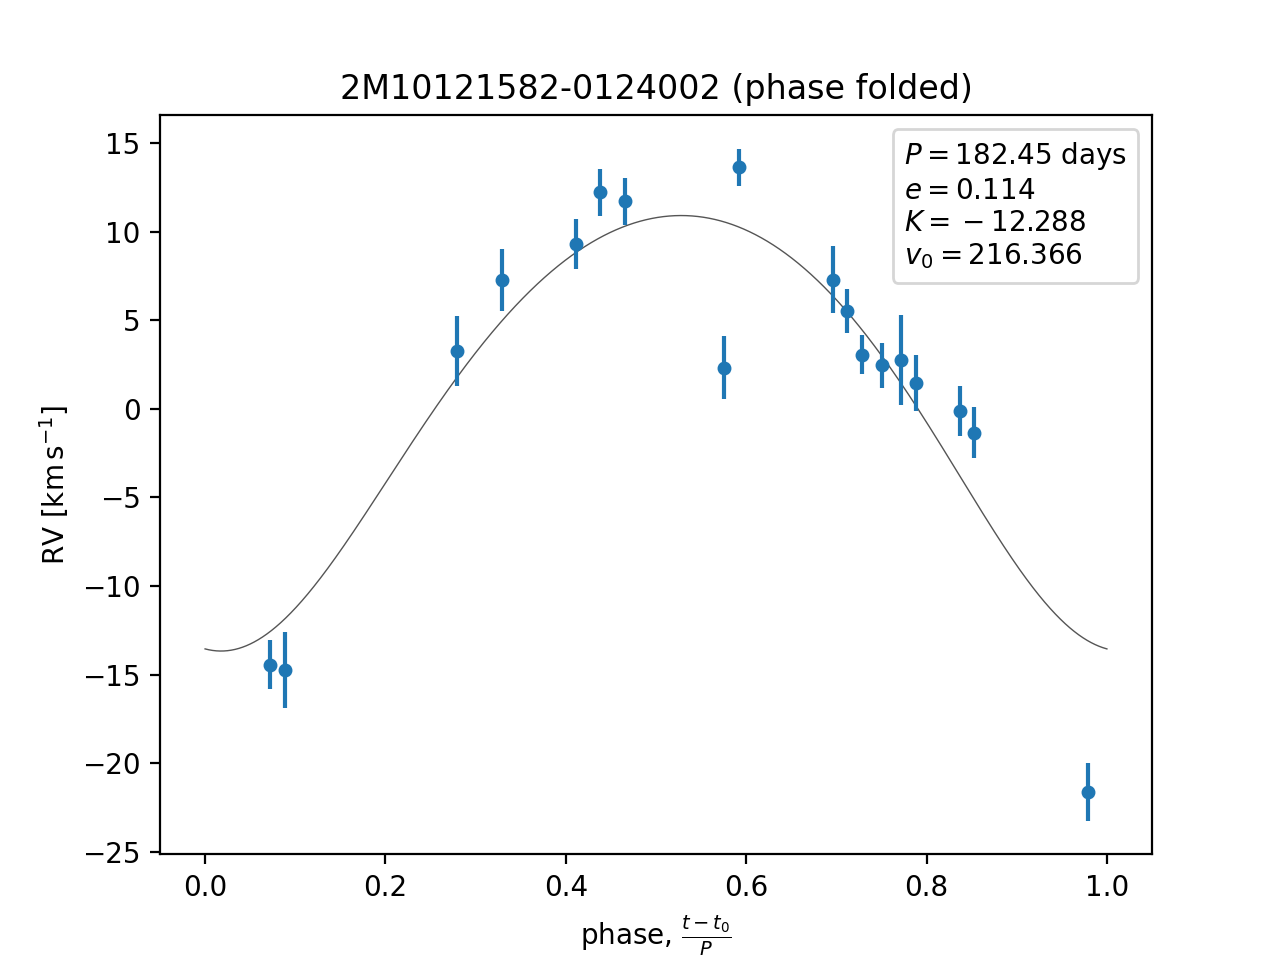 2M10121582-0124002 (phase folded)
P = 182.45 days
e = 0.114
K = −12.288
v₀ = 216.366
15
10
5
0
−5
−10
−15
−20
−25
RV [km s⁻¹]
0.0 0.2 0.4 0.6 0.8 1.0
phase, (t − t₀)/P